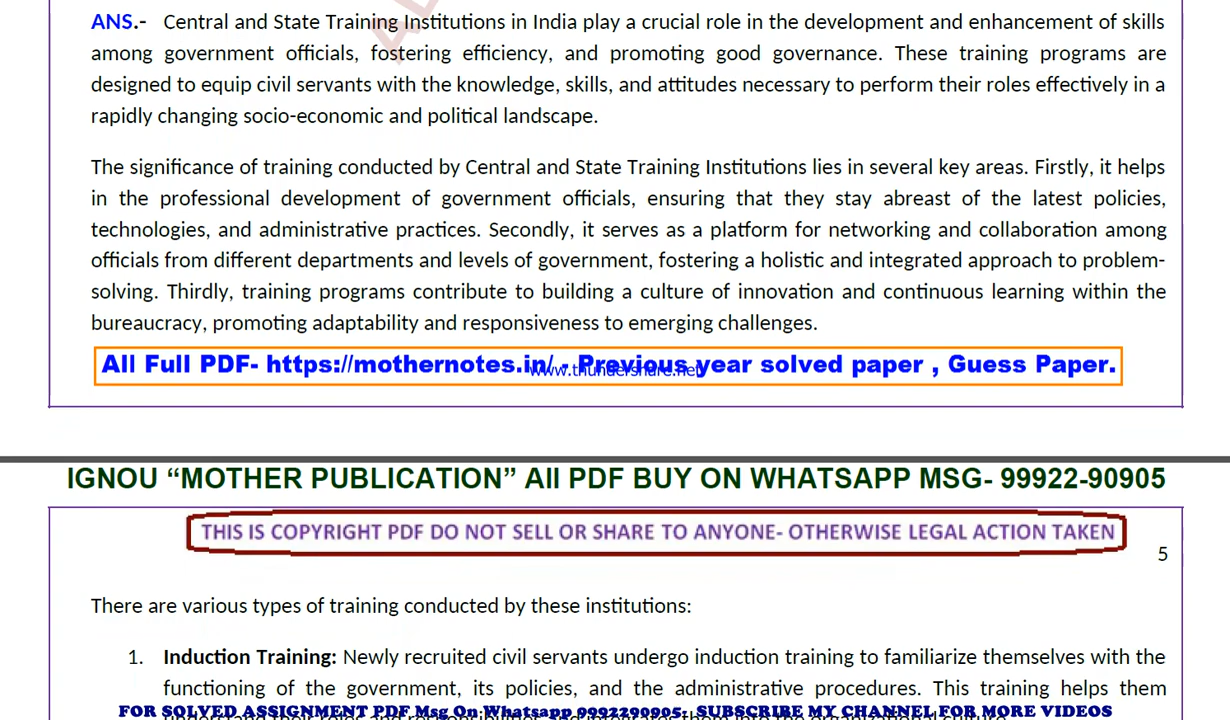 ANS.- Central and State Training Institutions in India play a crucial role in the development and enhancement of skills
among government officials, fostering efficiency, and promoting good governance. These training programs are
designed to equip civil servants with the knowledge, skills, and attitudes necessary to perform their roles effectively in a
rapidly changing socio-economic and political landscape.
The significance of training conducted by Central and State Training Institutions lies in several key areas. Firstly, it helps
in the professional development of government officials, ensuring that they stay abreast of the latest policies,
technologies, and administrative practices. Secondly, it serves as a platform for networking and collaboration among
officials from different departments and levels of government, fostering a holistic and integrated approach to problem-
solving. Thirdly, training programs contribute to building a culture of innovation and continuous learning within the
bureaucracy, promoting adaptability and responsiveness to emerging challenges.
All Full PDF- https://mothernotes.in/ - Previous year solved paper , Guess Paper.
www.thundershare.net
IGNOU “MOTHER PUBLICATION” All PDF BUY ON WHATSAPP MSG- 99922-90905
THIS IS COPYRIGHT PDF DO NOT SELL OR SHARE TO ANYONE- OTHERWISE LEGAL ACTION TAKEN
5
There are various types of training conducted by these institutions:
1. Induction Training: Newly recruited civil servants undergo induction training to familiarize themselves with the
functioning of the government, its policies, and the administrative procedures. This training helps them
FOR SOLVED ASSIGNMENT PDF Msg On Whatsapp 9992290905, SUBSCRIBE MY CHANNEL FOR MORE VIDEOS